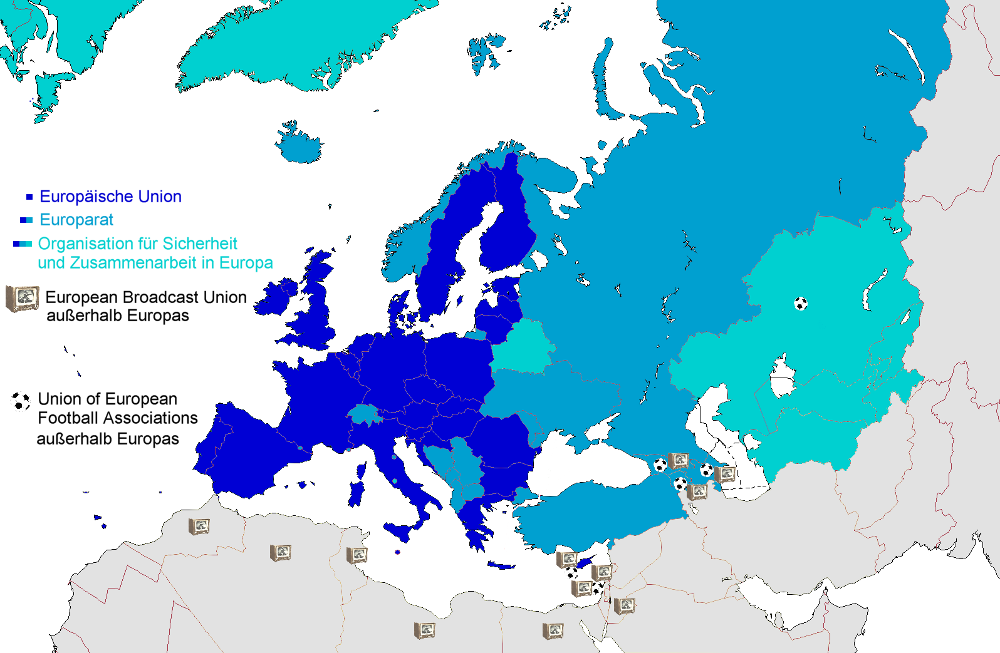 Europäische Union
Europarat
Organisation für Sicherheit
und Zusammenarbeit in Europa
European Broadcast Union
außerhalb Europas
Union of European
Football Associations
außerhalb Europas